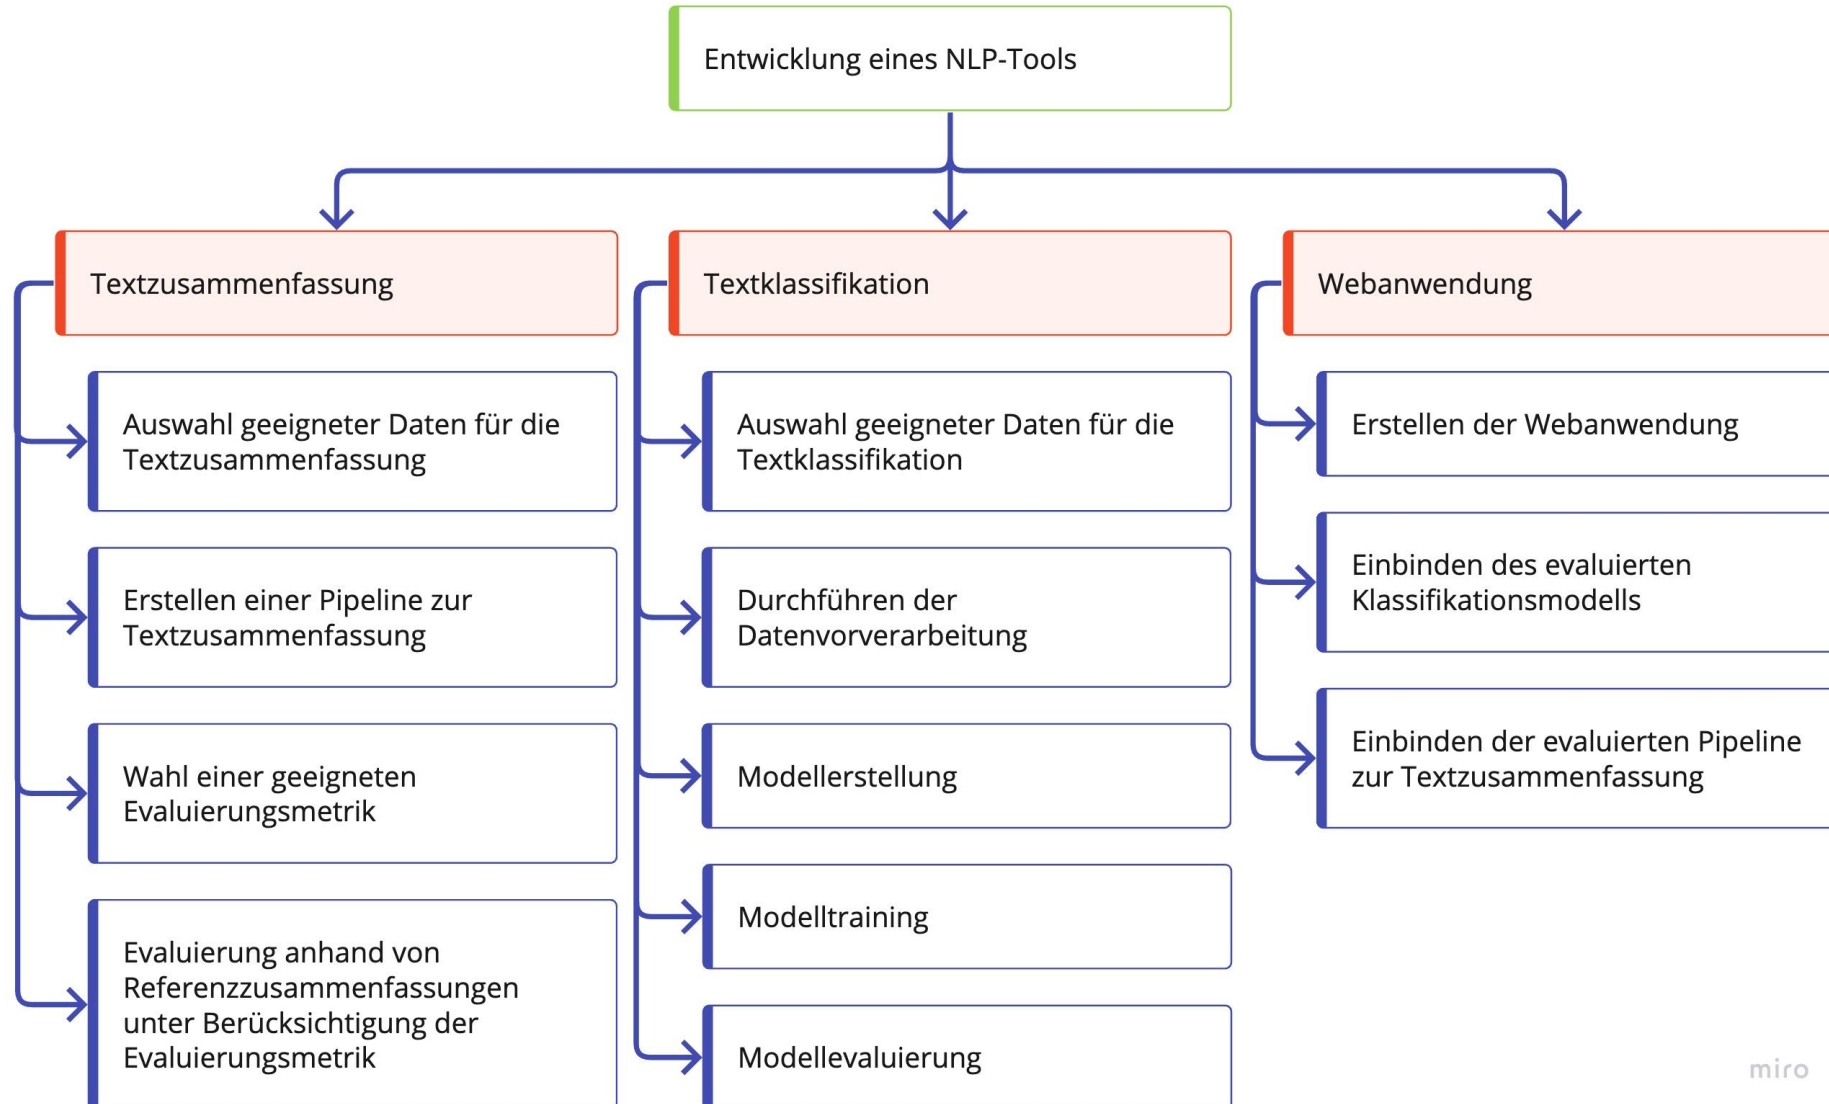 Entwicklung eines NLP-Tools
Textzusammenfassung
Auswahl geeigneter Daten für die
Textzusammenfassung
Erstellen einer Pipeline zur
Textzusammenfassung
Wahl einer geeigneten
Evaluierungsmetrik
Evaluierung anhand von
Referenzzusammenfassungen
unter Berücksichtigung der
Evaluierungsmetrik
Textklassifikation
Auswahl geeigneter Daten für die
Textklassifikation
Durchführen der
Datenvorverarbeitung
Modellerstellung
Modelltraining
Modellevaluierung
Webanwendung
Erstellen der Webanwendung
Einbinden des evaluierten
Klassifikationsmodells
Einbinden der evaluierten Pipeline
zur Textzusammenfassung
miro